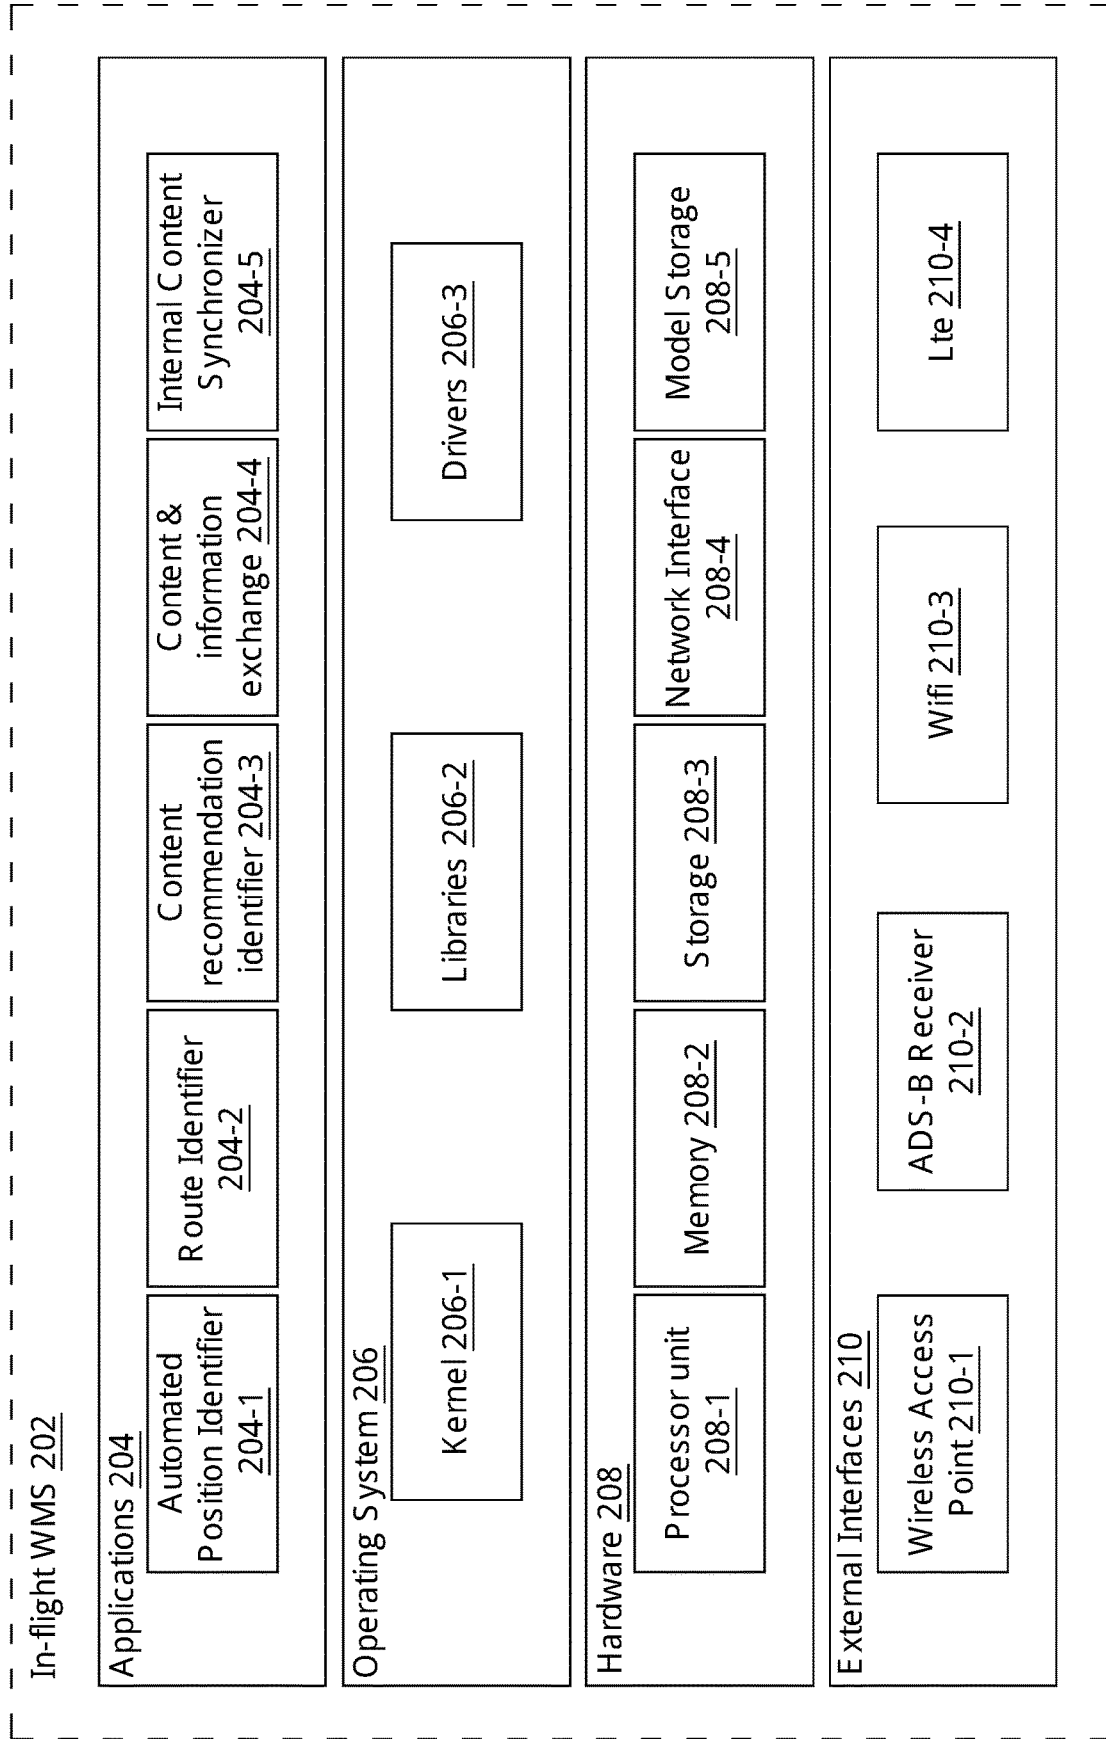 In-flight WMS 202
Applications 204
Automated
Position Identifier
204-1
Route Identifier
204-2
Content
recommendation
identifier 204-3
Content &
information
exchange 204-4
Internal Content
Synchronizer
204-5
Operating System 206
Kernel 206-1
Libraries 206-2
Drivers 206-3
Hardware 208
Processor unit
208-1
Memory 208-2
Storage 208-3
Network Interface
208-4
Model Storage
208-5
External Interfaces 210
Wireless Access
Point 210-1
ADS-B Receiver
210-2
Wifi 210-3
Lte 210-4